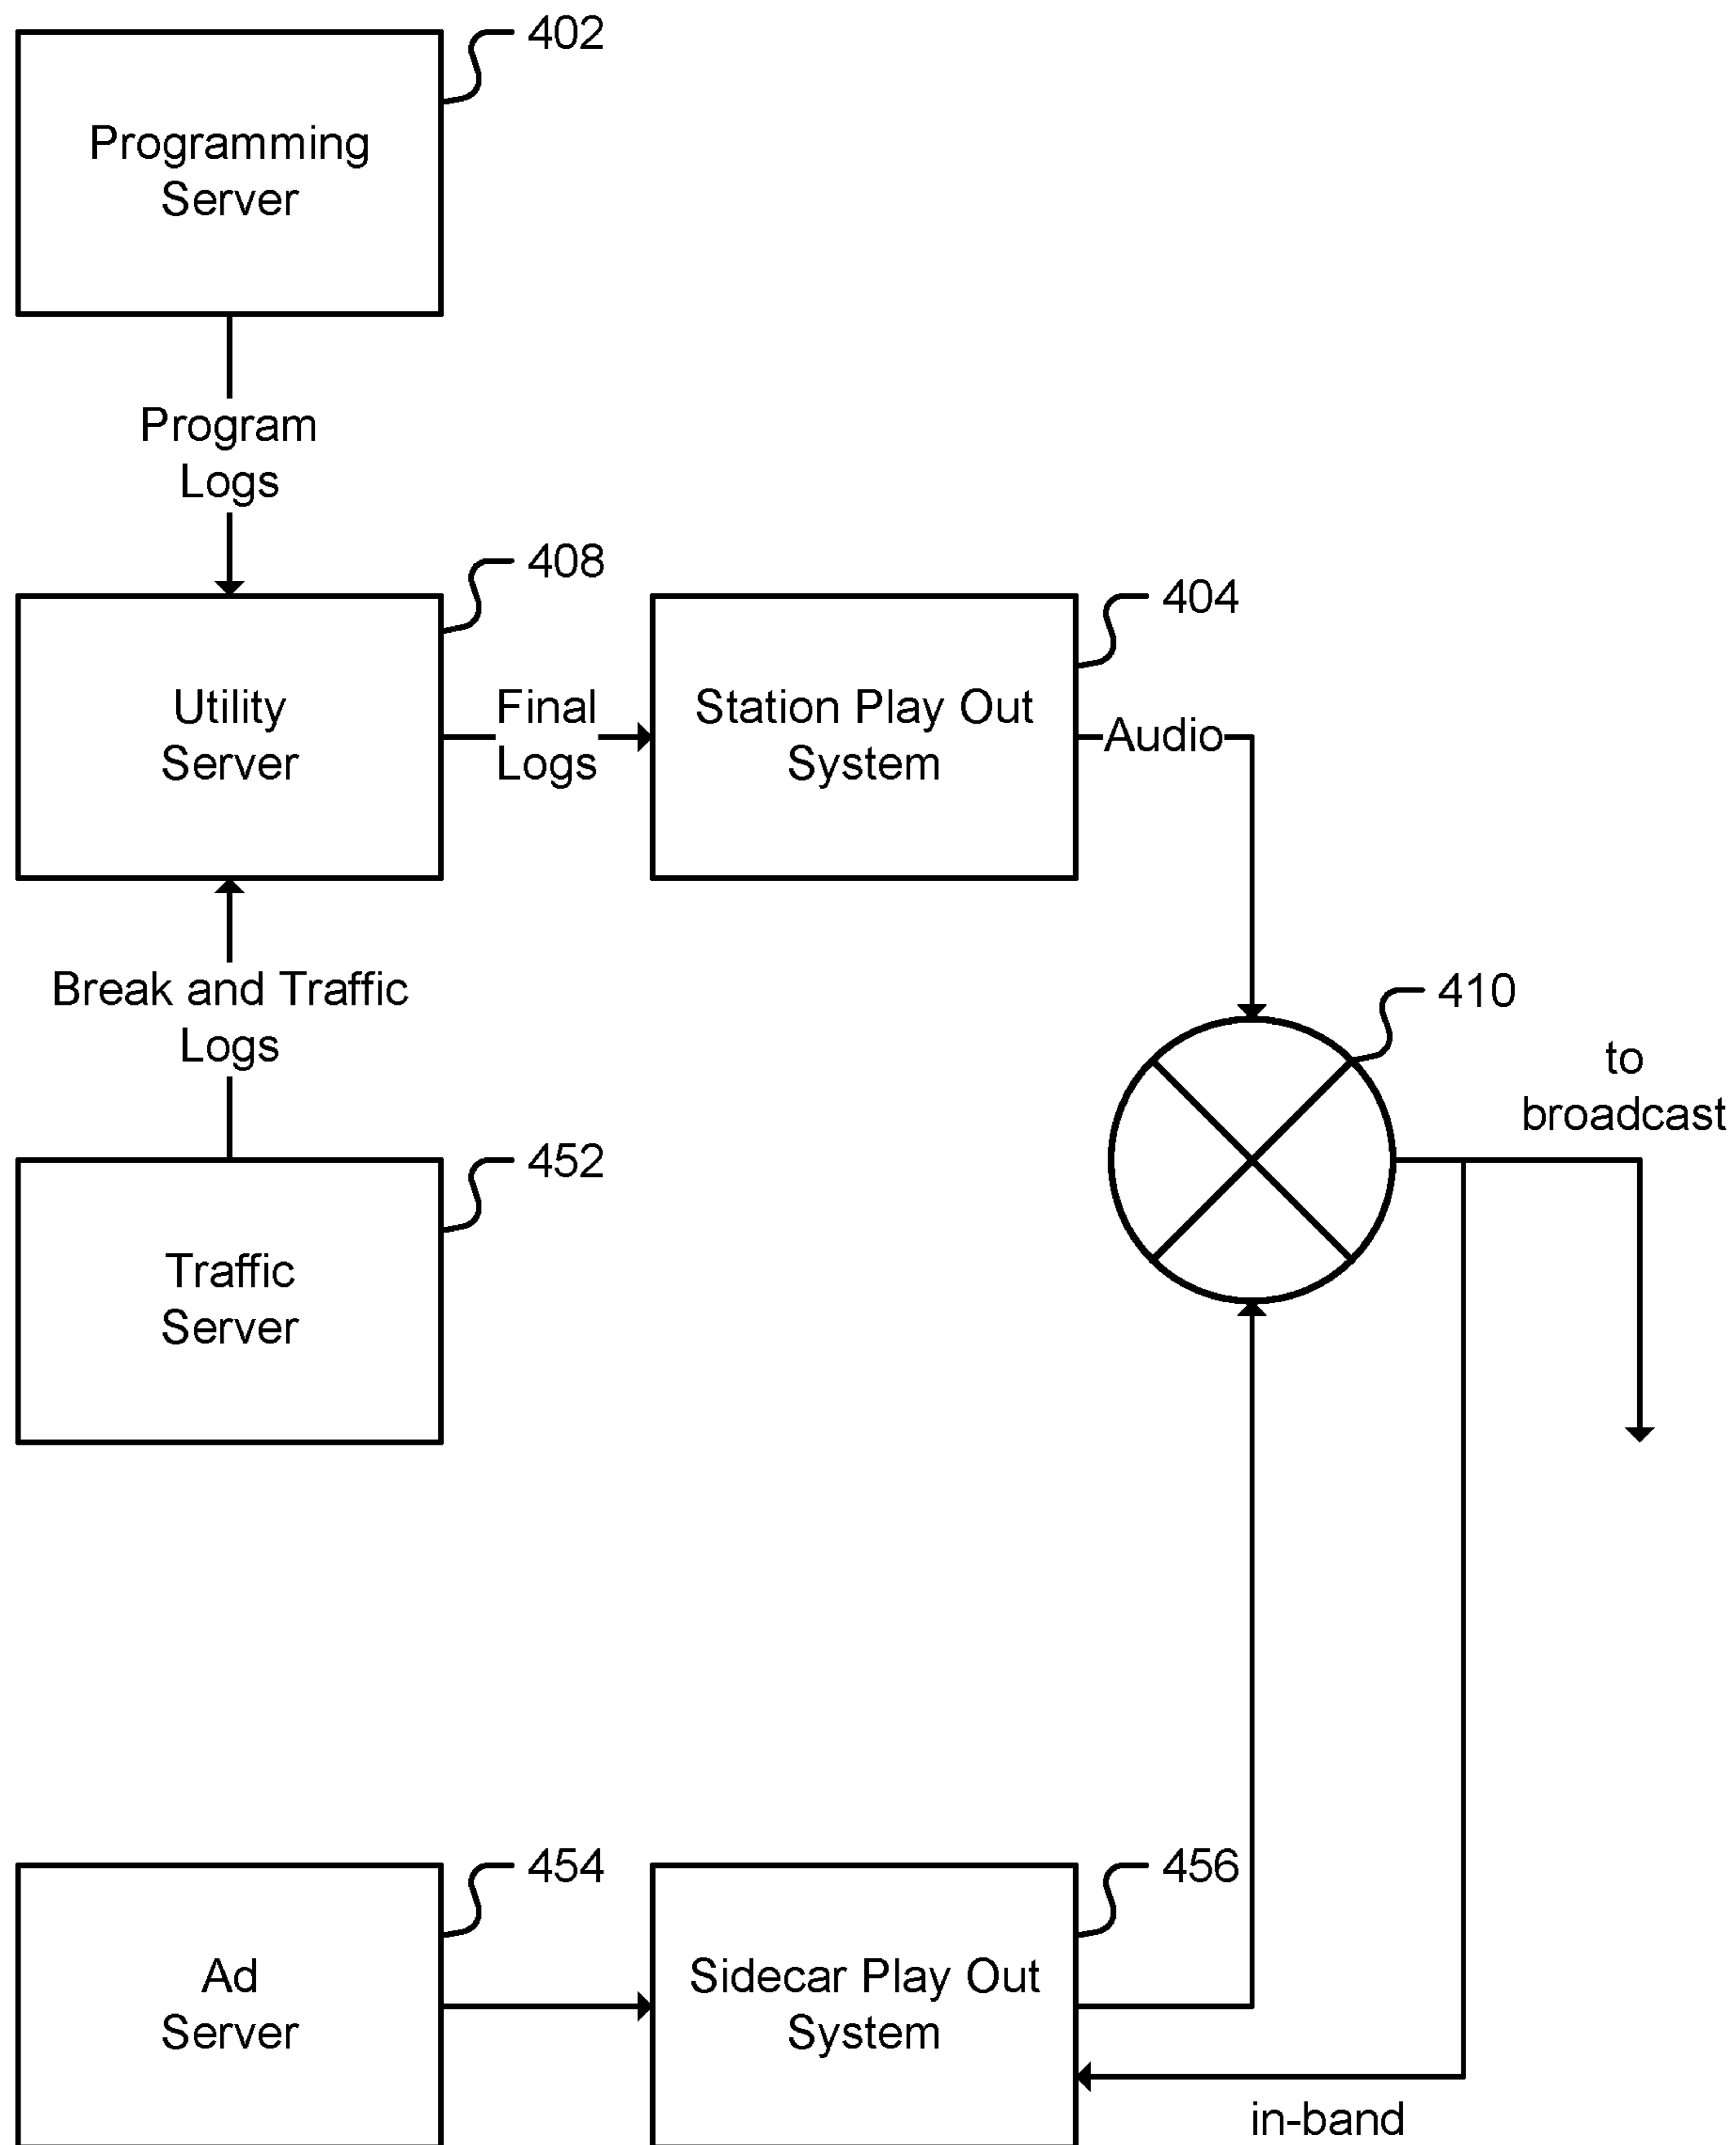 402
Programming
Server
Program
Logs
408
Utility
Server
Final
Logs
404
Station Play Out
System
Audio
Break and Traffic
Logs
410
to
broadcast
452
Traffic
Server
454
Ad
Server
456
Sidecar Play Out
System
in-band